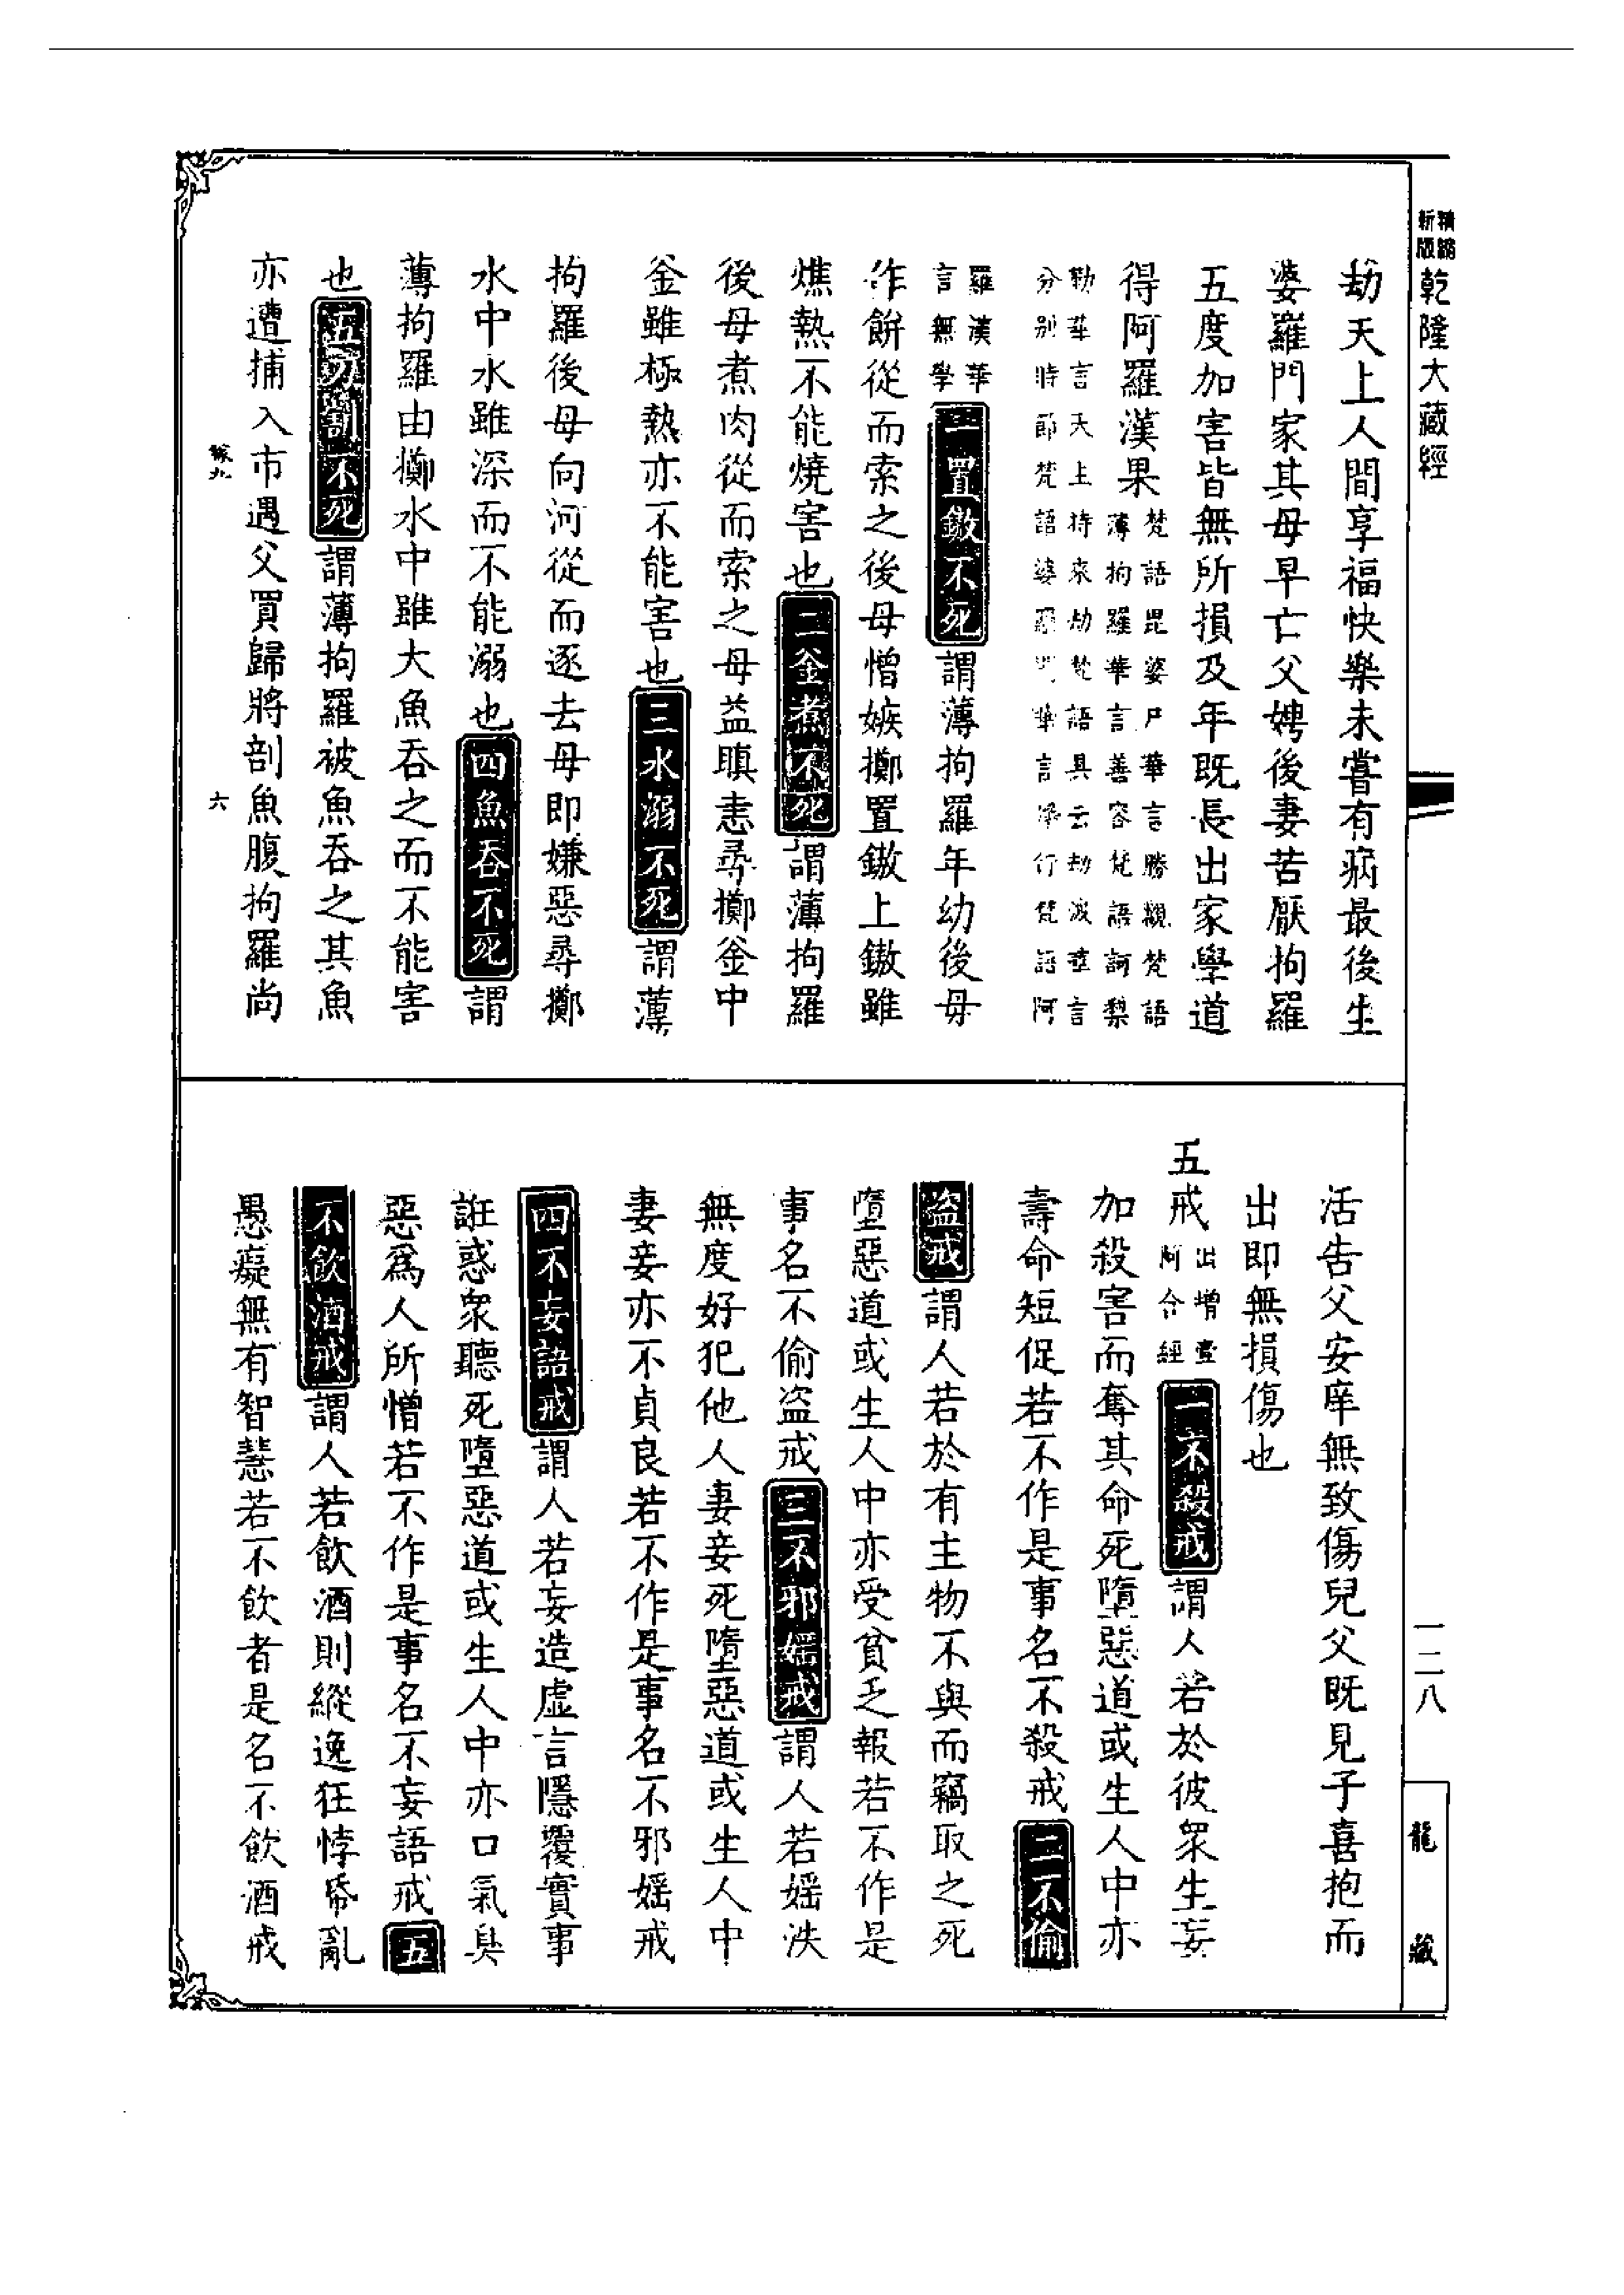 精縮新版乾隆大藏經
劫天上人間享福快樂未嘗有病最後生
婆羅門家其母早亡父娉後妻苦厭拘羅
五度加害皆無所損及年既長出家學道
得阿羅漢果梵語毘婆尸華言勝觀梵語
薄拘羅華言善容梵語訶梨
勒華言天主持來劫梵語具云劫波華言
分別時節梵語婆羅門華言淨行梵語阿
羅漢華
言無學一置鏊不死謂薄拘羅年幼後母
作餅從而索之後母憎嫉擲置鏊上鏊雖
燋熱不能燒害也二釜煮不死謂薄拘羅
後母煮肉從而索之母益瞋恚尋擲釜中
釜雖極熱亦不能害也三水溺不死謂薄
拘羅後母向河從而逐去母即嫌惡尋擲
水中水雖深而不能溺也四魚吞不死謂
薄拘羅由擲水中雖大魚吞之而不能害
也五刀割不死謂薄拘羅被魚吞之其魚
亦遭捕入市遇父買歸將剖魚腹拘羅尚
六
活告父安庠無致傷兒父既見子喜抱而
出即無損傷也
五戒出增壹
阿含經一不殺戒謂人若於彼眾生妄
加殺害而奪其命死墮惡道或生人中亦
壽命短促若不作是事名不殺戒二不偷
盜戒謂人若於有主物不與而竊取之死
墮惡道或生人中亦受貧乏報若不作是
事名不偷盜戒三不邪婬戒謂人若婬泆
無度好犯他人妻妾死墮惡道或生人中
妻妾亦不貞良若不作是事名不邪婬戒
四不妄語戒謂人若妄造虛言隱覆實事
誑惑眾聽死墮惡道或生人中亦口氣臭
惡為人所憎若不作是事名不妄語戒五
不飲酒戒謂人若飲酒則縱逸狂悖昏亂
愚癡無有智慧若不飲者是名不飲酒戒
一二八
龍藏